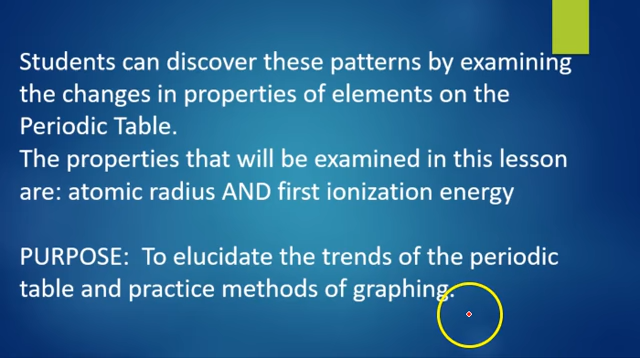 Students can discover these patterns by examining
the changes in properties of elements on the
Periodic Table.
The properties that will be examined in this lesson
are: atomic radius AND first ionization energy
PURPOSE:  To elucidate the trends of the periodic
table and practice methods of graphing.